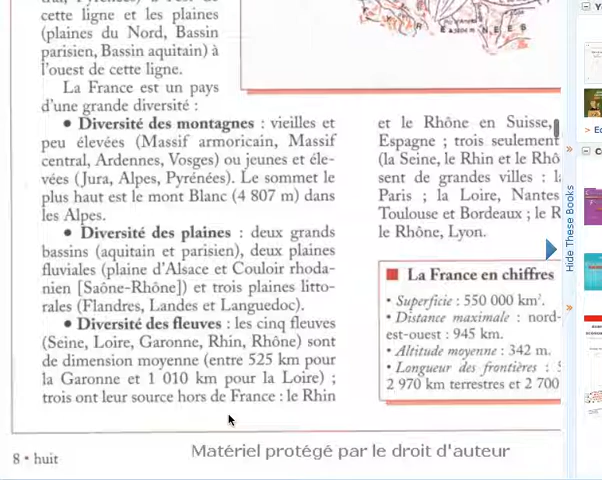 cette ligne et les plaines
(plaines du Nord, Bassin
parisien, Bassin aquitain) à
l'ouest de cette ligne.
La France est un pays
d'une grande diversité :
• Diversité des montagnes : vieilles et
peu élevées (Massif armoricain, Massif
central, Ardennes, Vosges) ou jeunes et éle-
vées (Jura, Alpes, Pyrénées). Le sommet le
plus haut est le mont Blanc (4 807 m) dans
les Alpes.
• Diversité des plaines : deux grands
bassins (aquitain et parisien), deux plaines
fluviales (plaine d'Alsace et Couloir rhoda-
nien [Saône-Rhône]) et trois plaines litto-
rales (Flandres, Landes et Languedoc).
• Diversité des fleuves : les cinq fleuves
(Seine, Loire, Garonne, Rhin, Rhône) sont
de dimension moyenne (entre 525 km pour
la Garonne et 1 010 km pour la Loire) ;
trois ont leur source hors de France : le Rhin
et le Rhône en Suisse,
Espagne ; trois seulement
(la Seine, le Rhin et le Rhô
sent de grandes villes : l
Paris ; la Loire, Nantes
Toulouse et Bordeaux ; le R
le Rhône, Lyon.
La France en chiffres
• Superficie : 550 000 km².
• Distance maximale : nord-
est-ouest : 945 km.
• Altitude moyenne : 342 m.
• Longueur des frontières :
2 970 km terrestres et 2 700
8 • huit
Matériel protégé par le droit d'auteur
Hide These Books